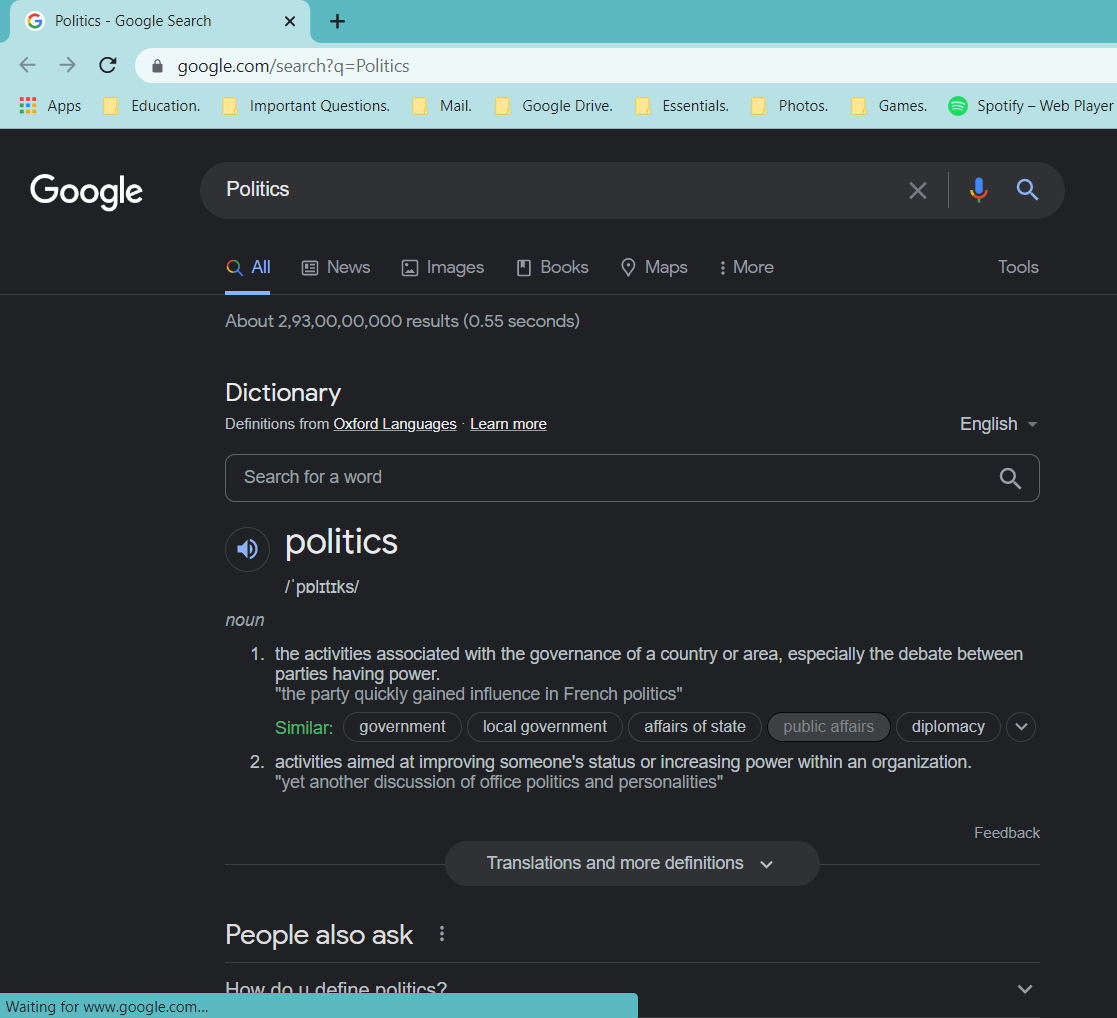 Politics - Google Search
google.com/search?q=Politics
Apps Education. Important Questions. Mail. Google Drive. Essentials. Photos. Games. Spotify – Web Player
Google Politics
All News Images Books Maps More Tools
About 2,93,00,00,000 results (0.55 seconds)
Dictionary
Definitions from Oxford Languages · Learn more English
Search for a word
politics
/ˈpɒlɪtɪks/
noun
1. the activities associated with the governance of a country or area, especially the debate between
parties having power.
"the party quickly gained influence in French politics"
Similar: government local government affairs of state public affairs diplomacy
2. activities aimed at improving someone's status or increasing power within an organization.
"yet another discussion of office politics and personalities"
Feedback
Translations and more definitions
People also ask
How do u define politics?
Waiting for www.google.com...